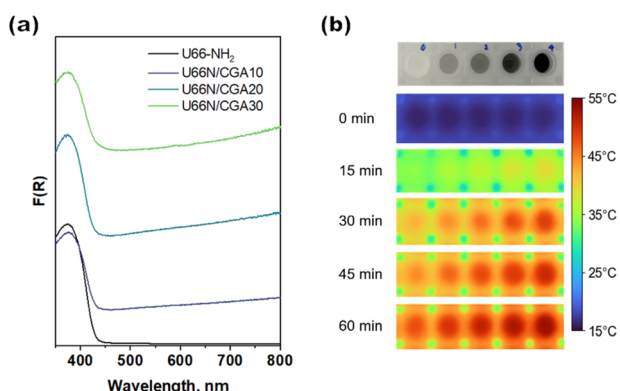 (a)
U66-NH₂
U66N/CGA10
U66N/CGA20
U66N/CGA30
F(R)
400 500 600 700 800
Wavelength, nm
(b)
0 1 2 3 4
0 min
15 min
30 min
45 min
60 min
55°C
45°C
35°C
25°C
15°C